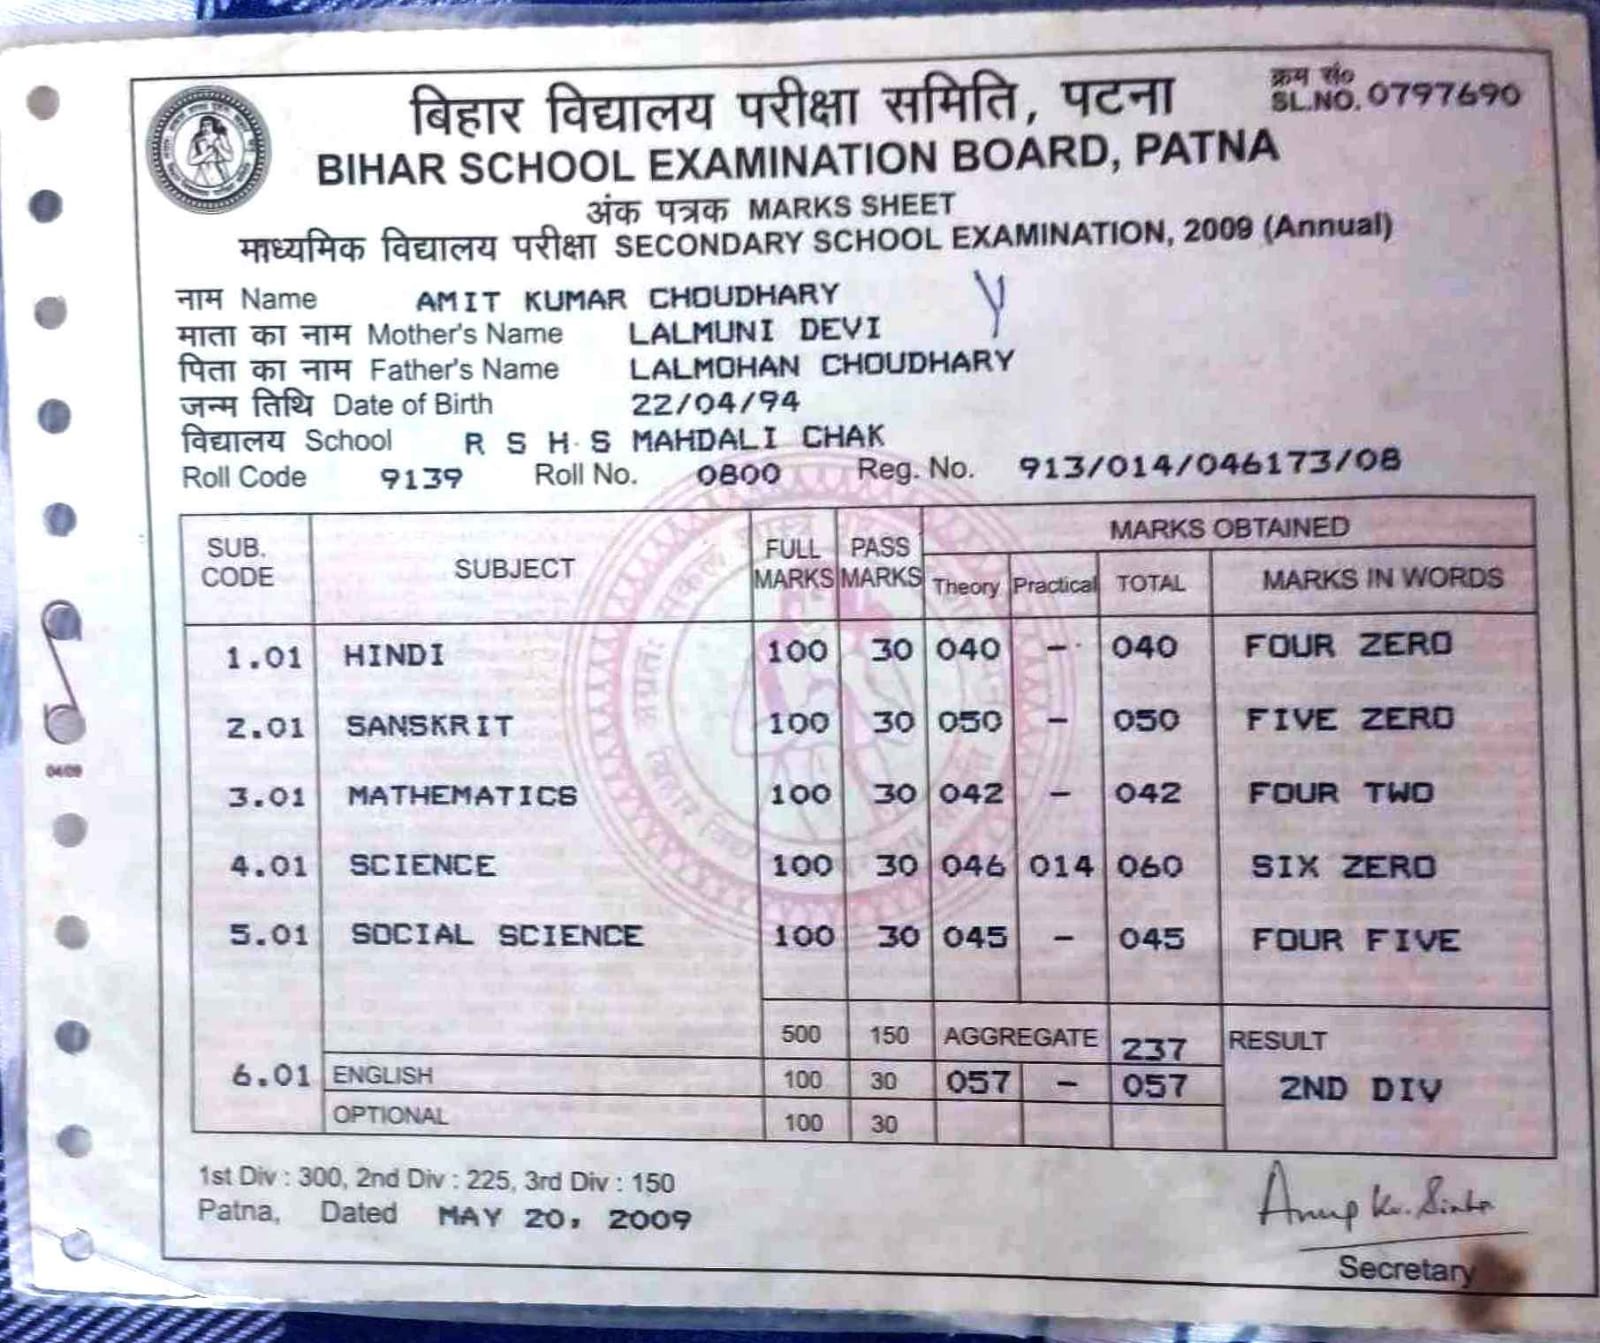 क्रम सं०
SL.NO. 0797690
बिहार विद्यालय परीक्षा समिति, पटना
BIHAR SCHOOL EXAMINATION BOARD, PATNA
अंक पत्रक MARKS SHEET
माध्यमिक विद्यालय परीक्षा SECONDARY SCHOOL EXAMINATION, 2009 (Annual)
नाम Name AMIT KUMAR CHOUDHARY
माता का नाम Mother's Name LALMUNI DEVI
पिता का नाम Father's Name LALMOHAN CHOUDHARY
जन्म तिथि Date of Birth 22/04/94
विद्यालय School R S H S MAHDALI CHAK
Roll Code 9139 Roll No. 0800 Reg. No. 913/014/046173/08
SUB. CODE SUBJECT FULL MARKS PASS MARKS MARKS OBTAINED
Theory Practical TOTAL MARKS IN WORDS
1.01 HINDI 100 30 040 - 040 FOUR ZERO
2.01 SANSKRIT 100 30 050 - 050 FIVE ZERO
3.01 MATHEMATICS 100 30 042 - 042 FOUR TWO
4.01 SCIENCE 100 30 046 014 060 SIX ZERO
5.01 SOCIAL SCIENCE 100 30 045 - 045 FOUR FIVE
500 150 AGGREGATE 237 RESULT
6.01 ENGLISH 100 30 057 - 057 2ND DIV
OPTIONAL 100 30
1st Div : 300, 2nd Div : 225, 3rd Div : 150
Patna, Dated MAY 20, 2009
Anup Kr. Sinha
Secretary
04/09